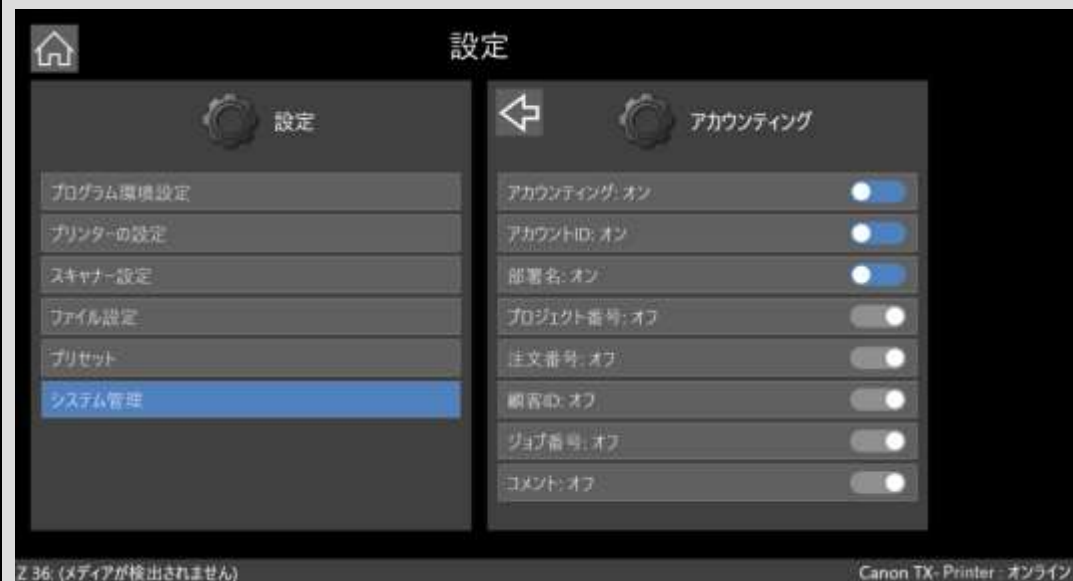 設定
設定
プログラム環境設定
プリンターの設定
スキャナー設定
ファイル設定
プリセット
システム管理
アカウンティング
アカウンティング: オン
アカウントID: オン
部署名: オン
プロジェクト番号: オフ
注文番号: オフ
顧客ID: オフ
ジョブ番号: オフ
コメント: オフ
Z 36: (メディアが検出されません)
Canon TX- Printer : オンライン